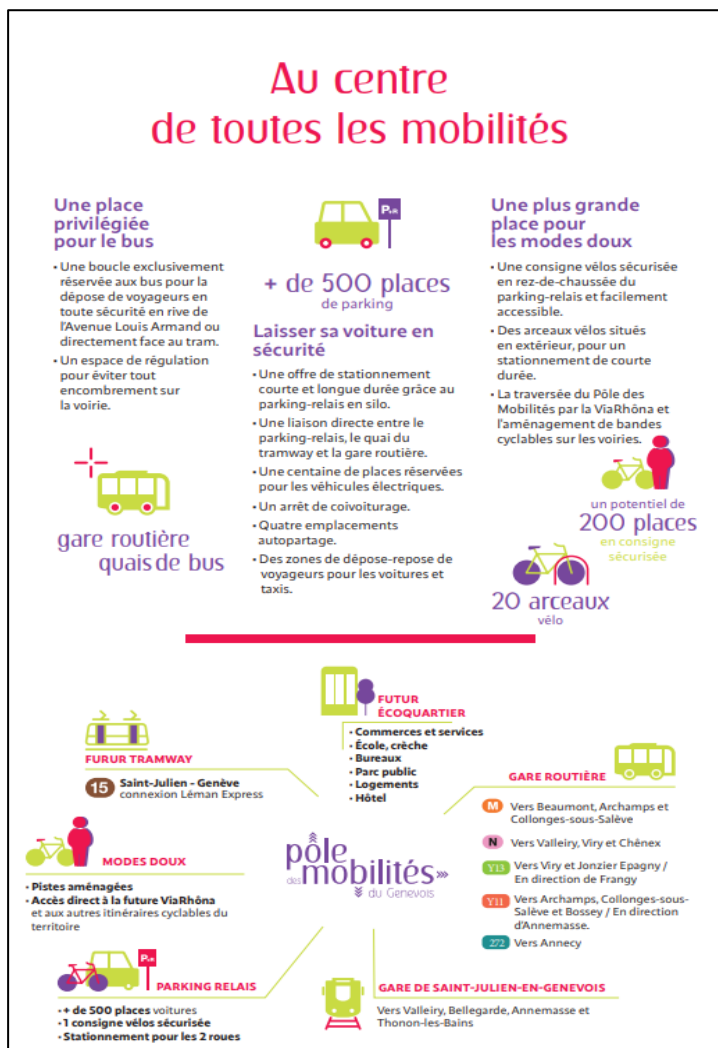 Au centre
de toutes les mobilités
Une place
privilégiée
pour le bus
• Une boucle exclusivement
réservée aux bus pour la
dépose de voyageurs en
toute sécurité en rive de
l'Avenue Louis Armand ou
directement face au tram.
• Un espace de régulation
pour éviter tout
encombrement sur
la voirie.
gare routière
quais de bus
P+R
+ de 500 places
de parking
Laisser sa voiture en
sécurité
• Une offre de stationnement
courte et longue durée grâce au
parking-relais en silo.
• Une liaison directe entre le
parking-relais, le quai du
tramway et la gare routière.
• Une centaine de places réservées
pour les véhicules électriques.
• Un arrêt de coivoiturage.
• Quatre emplacements
autopartage.
• Des zones de dépose-repose de
voyageurs pour les voitures et
taxis.
Une plus grande
place pour
les modes doux
• Une consigne vélos sécurisée
en rez-de-chaussée du
parking-relais et facilement
accessible.
• Des arceaux vélos situés
en extérieur, pour un
stationnement de courte
durée.
• La traversée du Pôle des
Mobilités par la ViaRhôna et
l'aménagement de bandes
cyclables sur les voiries.
un potentiel de
200 places
en consigne
sécurisée
20 arceaux
vélo
FURUR TRAMWAY
15 Saint-Julien - Genève
connexion Léman Express
FUTUR
ÉCOQUARTIER
• Commerces et services
• École, crèche
• Bureaux
• Parc public
• Logements
• Hôtel
GARE ROUTIÈRE
M Vers Beaumont, Archamps et
Collonges-sous-Salève
N Vers Valleiry, Viry et Chênex
Y13 Vers Viry et Jonzier Epagny /
En direction de Frangy
Y11 Vers Archamps, Collonges-sous-
Salève et Bossey / En direction
d'Annemasse.
272 Vers Annecy
MODES DOUX
• Pistes aménagées
• Accès direct à la future ViaRhôna
et aux autres itinéraires cyclables du
territoire
pôle
des mobilités
du Genevois
P+R
PARKING RELAIS
• + de 500 places voitures
• 1 consigne vélos sécurisée
• Stationnement pour les 2 roues
GARE DE SAINT-JULIEN-EN-GENEVOIS
Vers Valleiry, Bellegarde, Annemasse et
Thonon-les-Bains